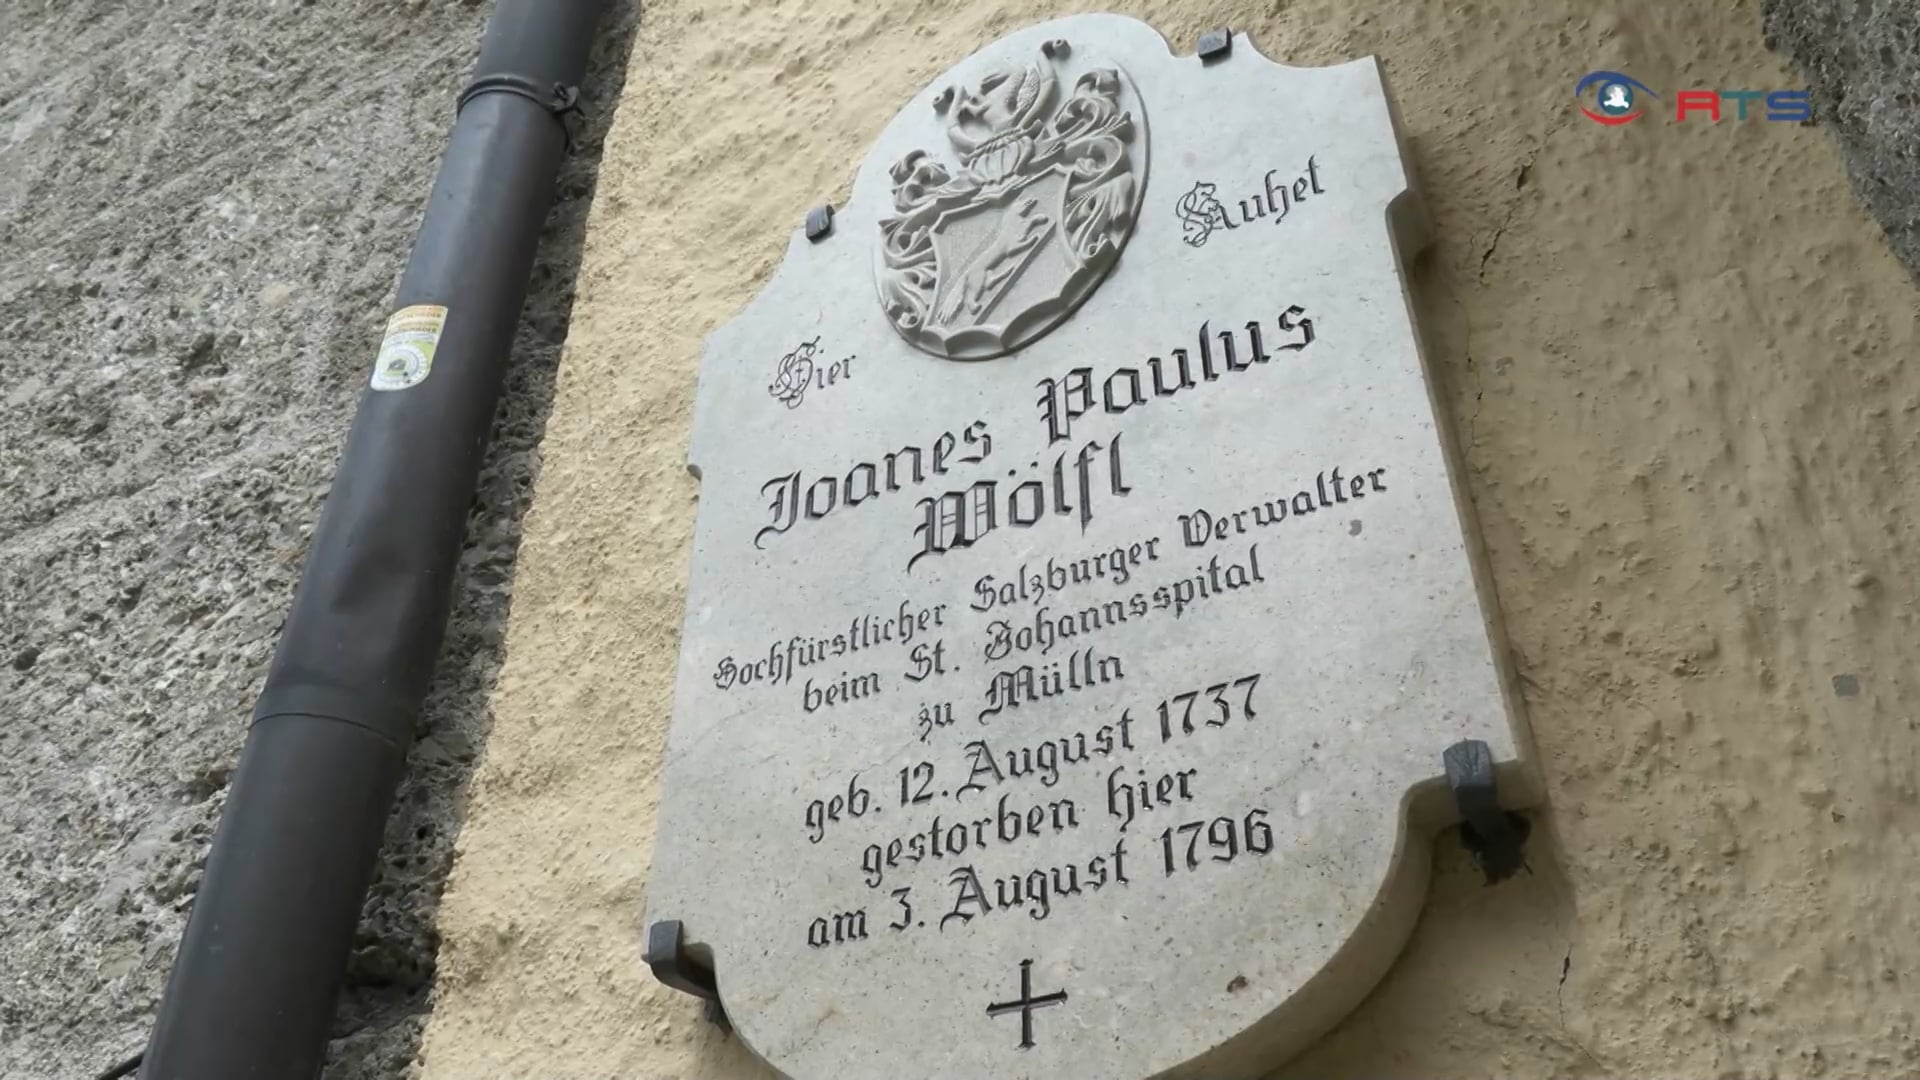 RTS
Hier Ruhet
Joanes Paulus
Wölfl
Hochfürstlicher Salzburger Verwalter
beim St. Johannsspital
zu Mülln
geb. 12. August 1737
gestorben hier
am 3. August 1796